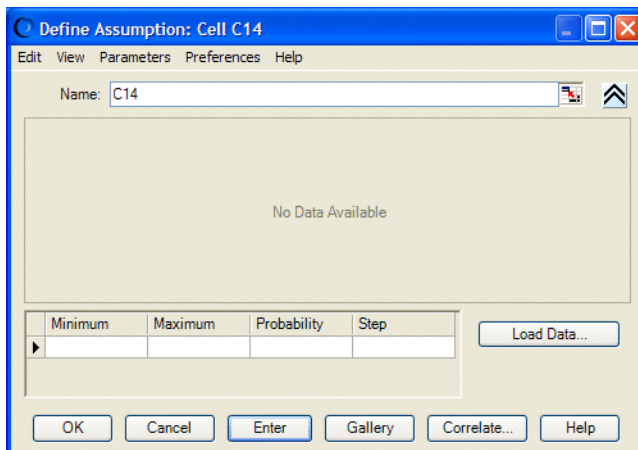 Define Assumption: Cell C14
Edit View Parameters Preferences Help
Name: C14
No Data Available
Minimum Maximum Probability Step
Load Data...
OK Cancel Enter Gallery Correlate... Help